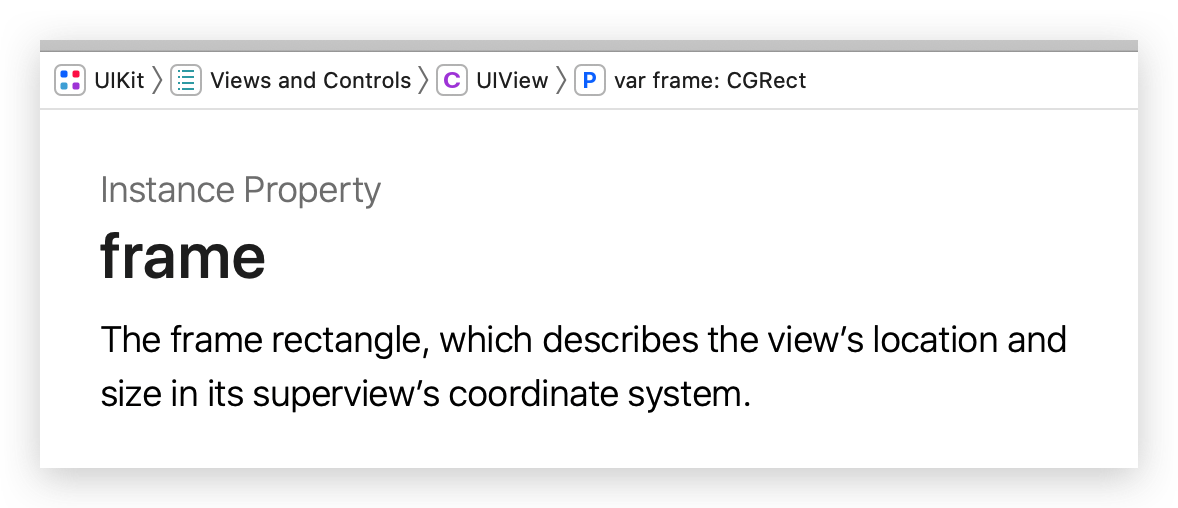 UIKit 〉 Views and Controls 〉 C UIView 〉 P var frame: CGRect
Instance Property
frame
The frame rectangle, which describes the view’s location and
size in its superview’s coordinate system.